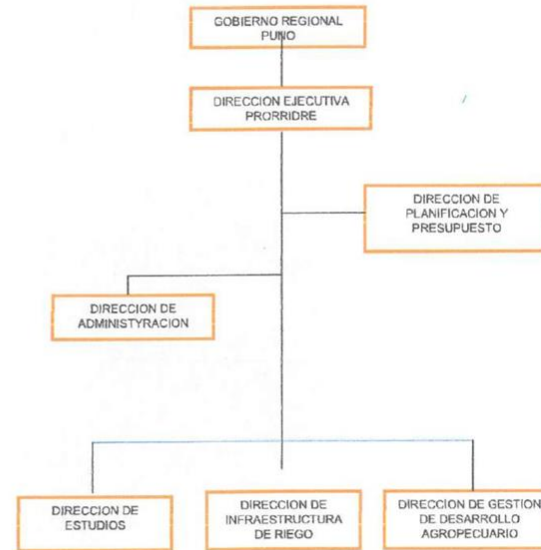 GOBIERNO REGIONAL
PUNO
DIRECCION EJECUTIVA
PRORRIDRE
DIRECCION DE
PLANIFICACION Y
PRESUPUESTO
DIRECCION DE
ADMINISTYRACION
DIRECCION DE
ESTUDIOS
DIRECCION DE
INFRAESTRUCTURA
DE RIEGO
DIRECCION DE GESTION
DE DESARROLLO
AGROPECUARIO